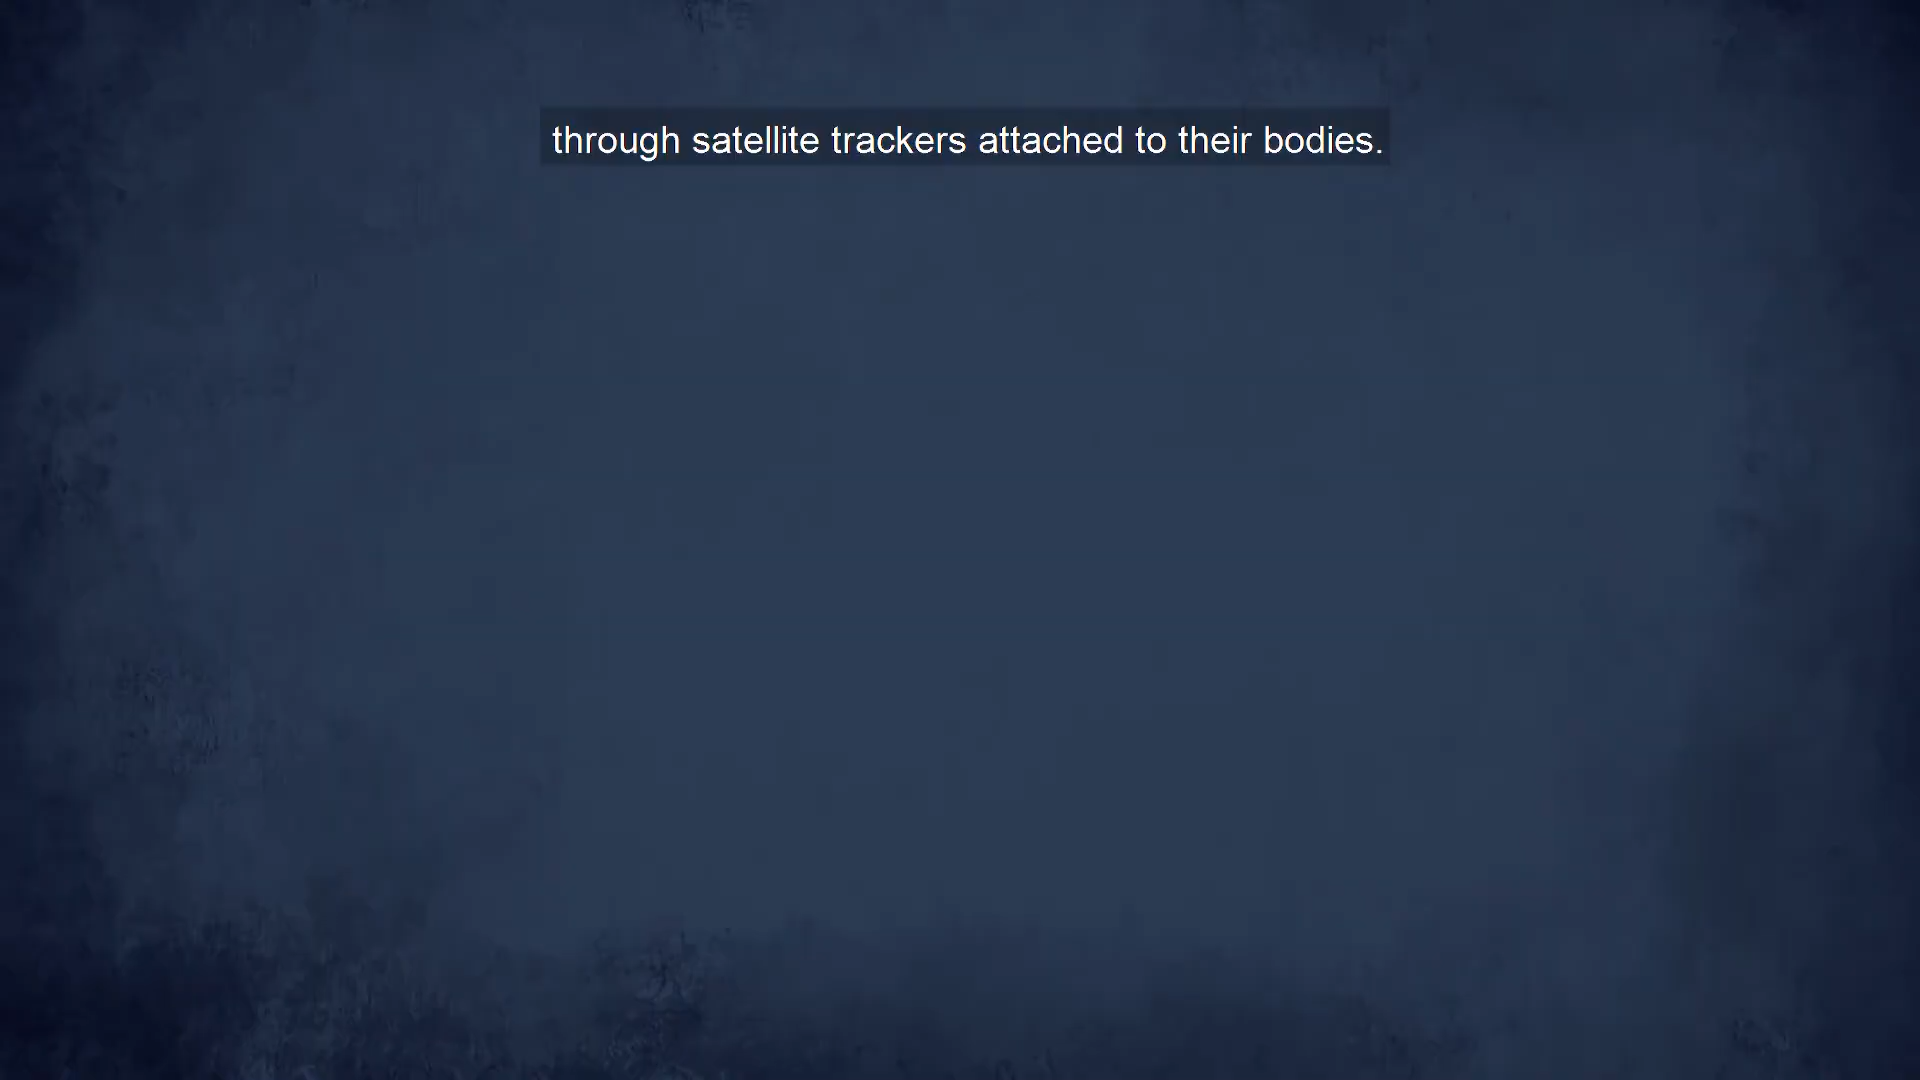 through satellite trackers attached to their bodies.